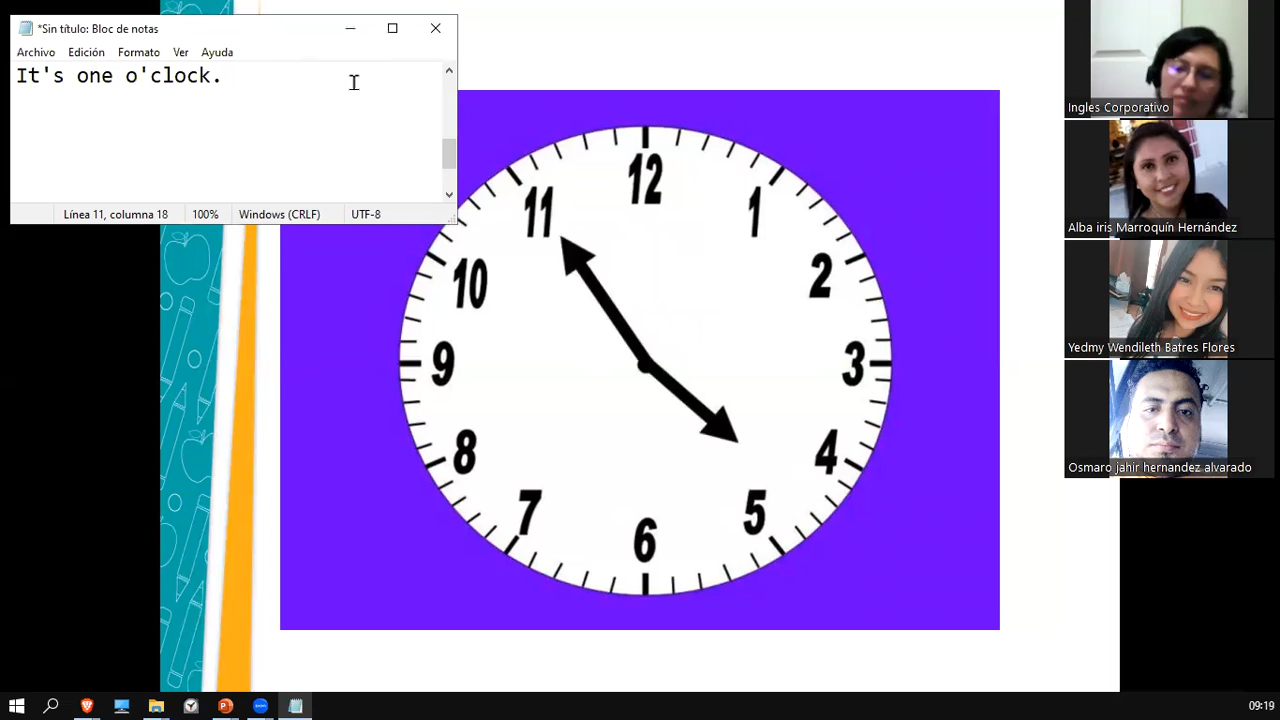 *Sin título: Bloc de notas
Archivo Edición Formato Ver Ayuda
It's one o'clock.
Línea 11, columna 18 100% Windows (CRLF) UTF-8
12
11 1
10 2
9 3
8 4
7 5
6
Ingles Corporativo
Alba iris Marroquín Hernández
Yedmy Wendileth Batres Flores
Osmaro jahir hernandez alvarado
09:19